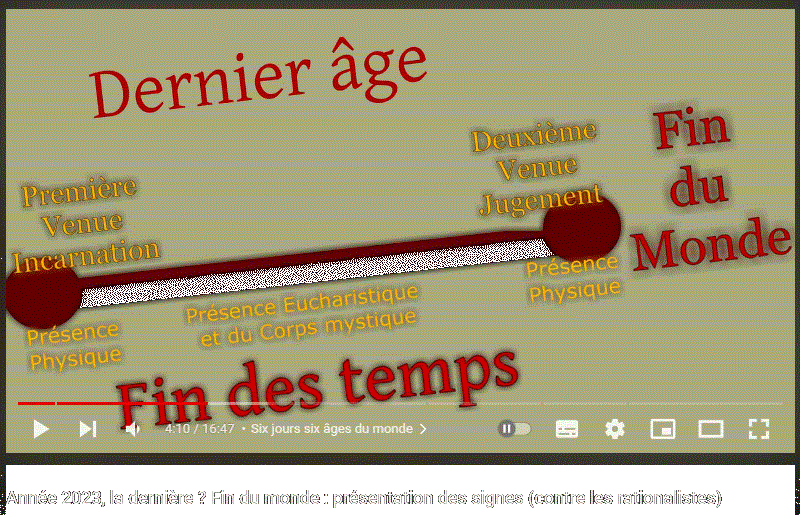 Dernier âge
Première
Venue
Incarnation
Deuxième
Venue
Jugement
Fin
du
Monde
Présence
Physique
Présence Eucharistique
et du Corps mystique
Présence
Physique
Fin des temps
4:10 / 16:47 • Six jours six âges du monde
Année 2023, la dernière ? Fin du monde : présentation des signes (contre les rationalistes)